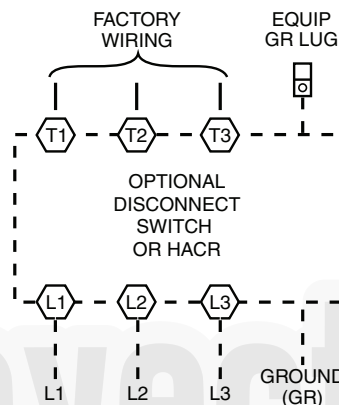 FACTORY
WIRING
EQUIP
GR LUG
T1 T2 T3
OPTIONAL
DISCONNECT
SWITCH
OR HACR
L1 L2 L3
L1 L2 L3
GROUND
(GR)